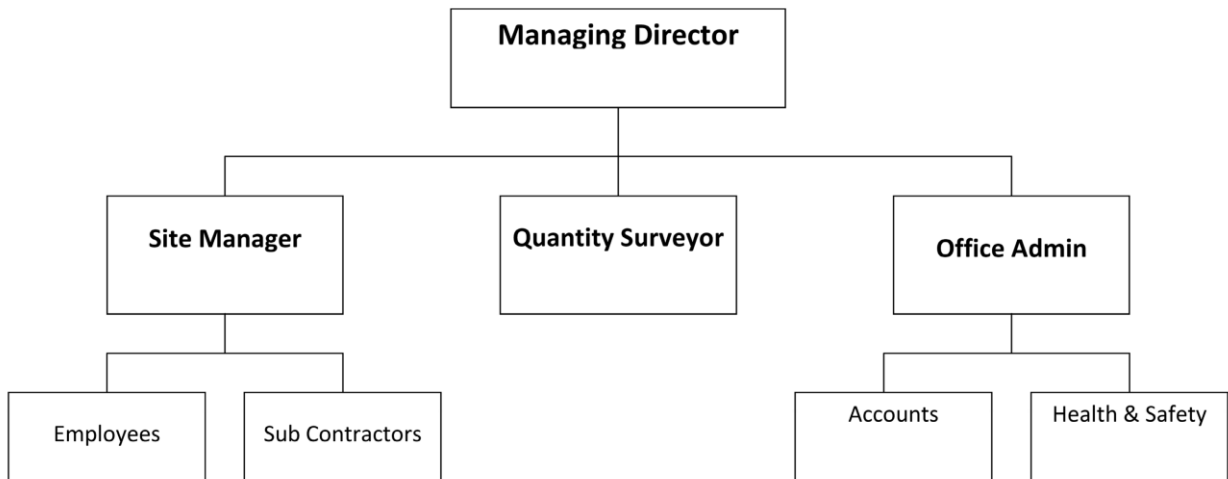 Managing Director
Site Manager
Quantity Surveyor
Office Admin
Employees
Sub Contractors
Accounts
Health & Safety